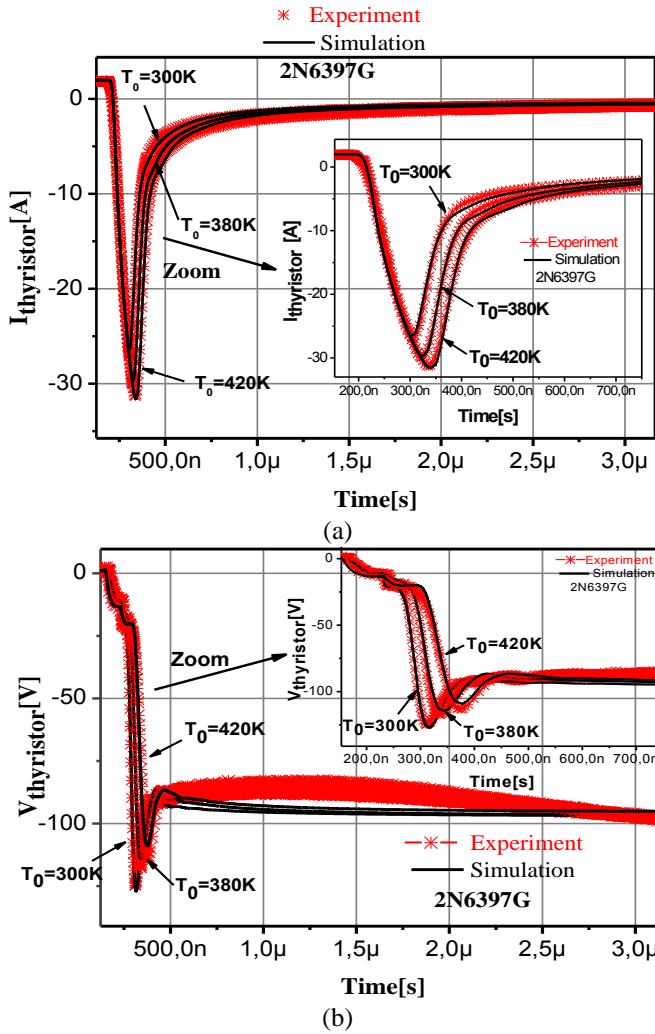 Experiment
Simulation
2N6397G
T0=300K
0
-10
-20
-30
I thyristor[A]
T0=380K
Zoom
T0=420K
0
-10
-20
-30
I thyristor [A]
T0=300K
Experiment
Simulation
2N6397G
T0=380K
T0=420K
200,0n 300,0n 400,0n 500,0n 600,0n 700,0n
Time[s]
500,0n 1,0µ 1,5µ 2,0µ 2,5µ 3,0µ
Time[s]
(a)
0
-50
-100
V thyristor[V]
Zoom
T0=420K
T0=300K
T0=380K
0
-50
-100
V thyristor[V]
Experiment
Simulation
2N6397G
T0=420K
T0=300K
T0=380K
200,0n 300,0n 400,0n 500,0n 600,0n 700,0n
Time[s]
Experiment
Simulation
2N6397G
500,0n 1,0µ 1,5µ 2,0µ 2,5µ 3,0µ
Time[s]
(b)